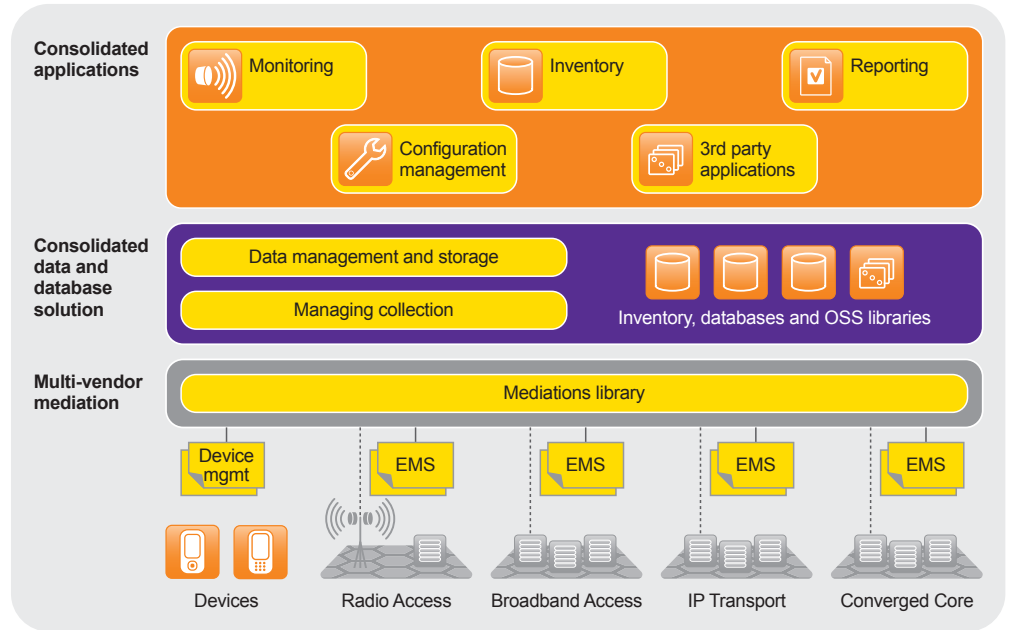 Consolidated
applications
Monitoring
Inventory
Reporting
Configuration
management
3rd party
applications
Consolidated
data and
database
solution
Data management and storage
Managing collection
Inventory, databases and OSS libraries
Multi-vendor
mediation
Mediations library
Device
mgmt
EMS
EMS
EMS
EMS
Devices
Radio Access
Broadband Access
IP Transport
Converged Core